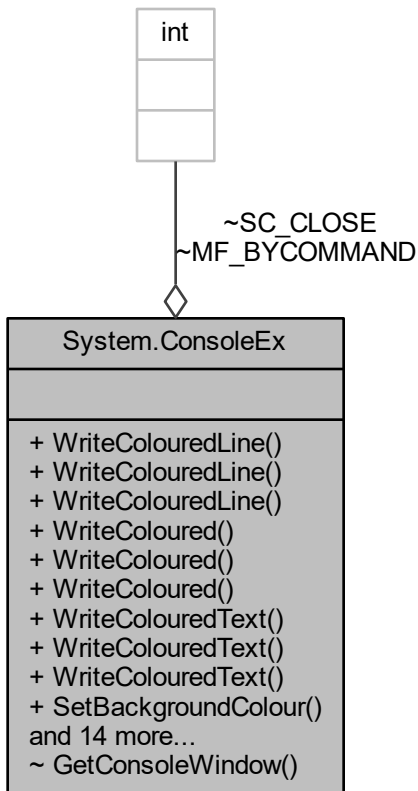 int
~SC_CLOSE
~MF_BYCOMMAND
System.ConsoleEx
+ WriteColouredLine()
+ WriteColouredLine()
+ WriteColouredLine()
+ WriteColoured()
+ WriteColoured()
+ WriteColoured()
+ WriteColouredText()
+ WriteColouredText()
+ WriteColouredText()
+ SetBackgroundColour()
and 14 more...
~ GetConsoleWindow()